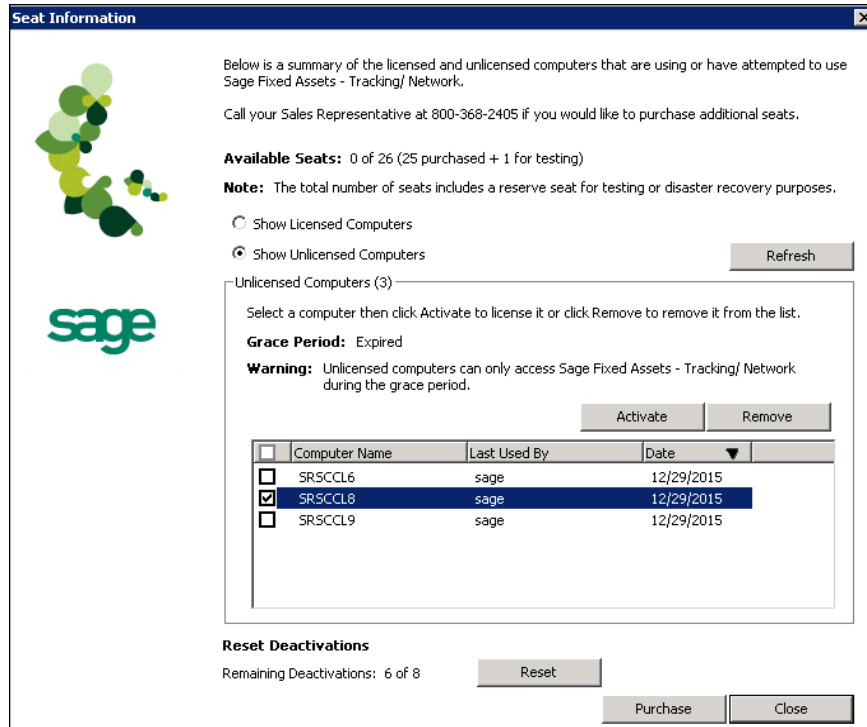 Seat Information
Below is a summary of the licensed and unlicensed computers that are using or have attempted to use
Sage Fixed Assets - Tracking/ Network.
Call your Sales Representative at 800-368-2405 if you would like to purchase additional seats.
Available Seats: 0 of 26 (25 purchased + 1 for testing)
Note: The total number of seats includes a reserve seat for testing or disaster recovery purposes.
Show Licensed Computers
Show Unlicensed Computers
Refresh
sage
Unlicensed Computers (3)
Select a computer then click Activate to license it or click Remove to remove it from the list.
Grace Period: Expired
Warning: Unlicensed computers can only access Sage Fixed Assets - Tracking/ Network
during the grace period.
Activate Remove
Computer Name Last Used By Date
SRSCCL6 sage 12/29/2015
SRSCCL8 sage 12/29/2015
SRSCCL9 sage 12/29/2015
Reset Deactivations
Remaining Deactivations: 6 of 8 Reset
Purchase Close